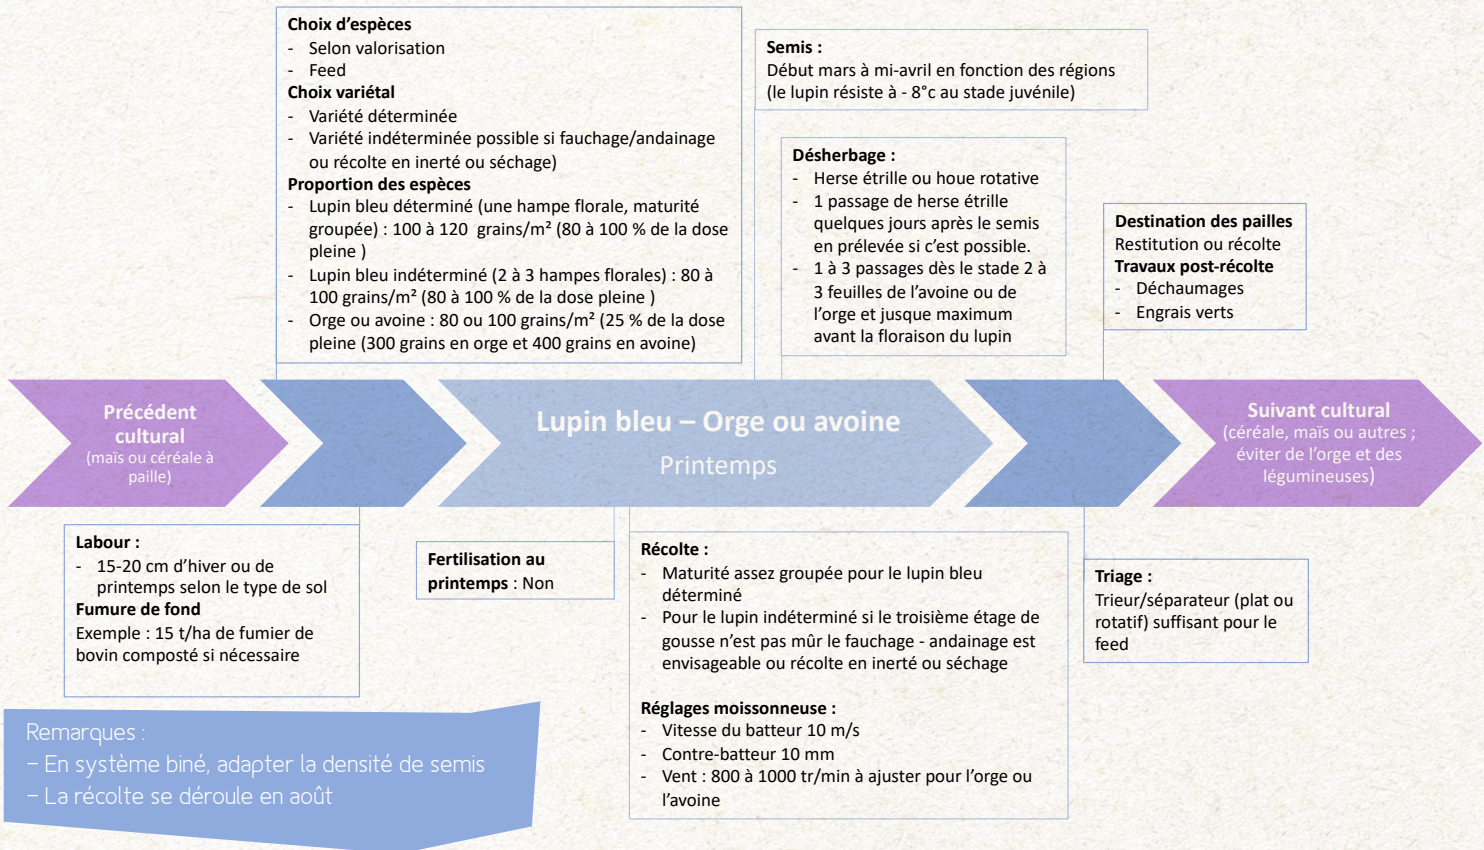 Choix d’espèces
- Selon valorisation
- Feed
Choix variétal
- Variété déterminée
- Variété indéterminée possible si fauchage/andainage
ou récolte en inerté ou séchage)
Proportion des espèces
- Lupin bleu déterminé (une hampe florale, maturité
groupée) : 100 à 120 grains/m² (80 à 100 % de la dose
pleine )
- Lupin bleu indéterminé (2 à 3 hampes florales) : 80 à
100 grains/m² (80 à 100 % de la dose pleine )
- Orge ou avoine : 80 ou 100 grains/m² (25 % de la dose
pleine (300 grains en orge et 400 grains en avoine)
Semis :
Début mars à mi-avril en fonction des régions
(le lupin résiste à - 8°c au stade juvénile)
Désherbage :
- Herse étrille ou houe rotative
- 1 passage de herse étrille
quelques jours après le semis
en prélevée si c’est possible.
- 1 à 3 passages dès le stade 2 à
3 feuilles de l’avoine ou de
l’orge et jusque maximum
avant la floraison du lupin
Destination des pailles
Restitution ou récolte
Travaux post-récolte
- Déchaumages
- Engrais verts
Précédent
cultural
(maïs ou céréale à
paille)
Lupin bleu – Orge ou avoine
Printemps
Suivant cultural
(céréale, maïs ou autres ;
éviter de l’orge et des
légumineuses)
Labour :
- 15-20 cm d’hiver ou de
printemps selon le type de sol
Fumure de fond
Exemple : 15 t/ha de fumier de
bovin composté si nécessaire
Fertilisation au
printemps : Non
Récolte :
- Maturité assez groupée pour le lupin bleu
déterminé
- Pour le lupin indéterminé si le troisième étage de
gousse n’est pas mûr le fauchage - andainage est
envisageable ou récolte en inerté ou séchage
Réglages moissonneuse :
- Vitesse du batteur 10 m/s
- Contre-batteur 10 mm
- Vent : 800 à 1000 tr/min à ajuster pour l’orge ou
l’avoine
Triage :
Trieur/séparateur (plat ou
rotatif) suffisant pour le
feed
Remarques :
– En système biné, adapter la densité de semis
– La récolte se déroule en août